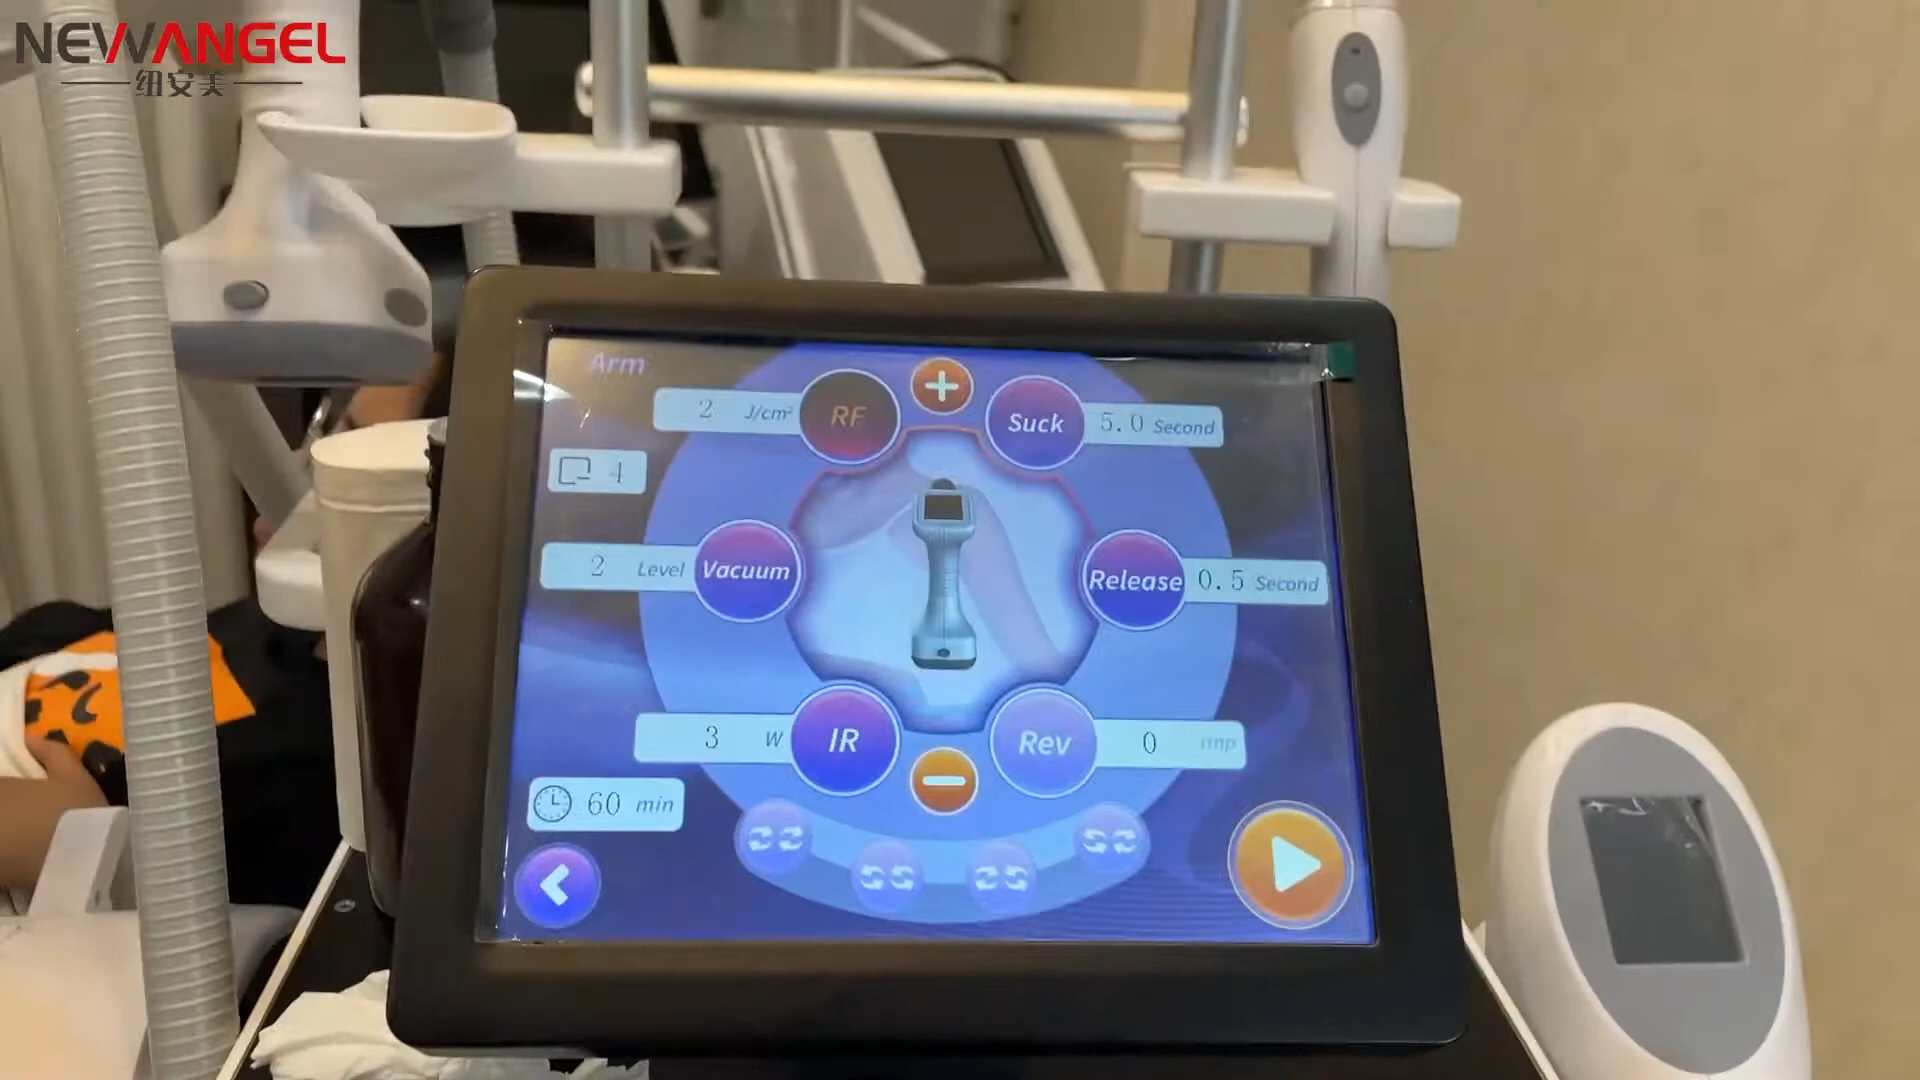 NEWANGEL
纽安美
Arm
2 J/cm²
RF
Suck
5.0 Second
4
2 Level
Vacuum
Release
0.5 Second
3 W
IR
Rev
0 rmp
60 min